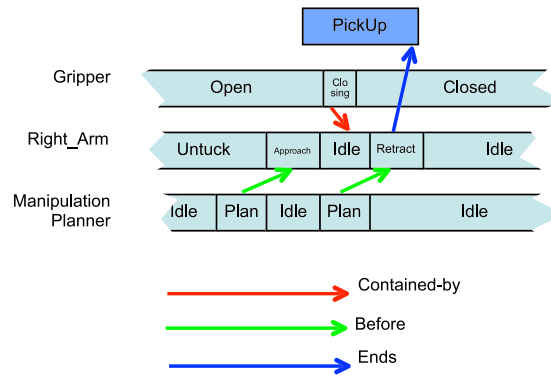 PickUp
Gripper
Open
Clo
sing
Closed
Right_Arm
Untuck
Approach
Idle
Retract
Idle
Manipulation
Planner
Idle
Plan
Idle
Plan
Idle
Contained-by
Before
Ends